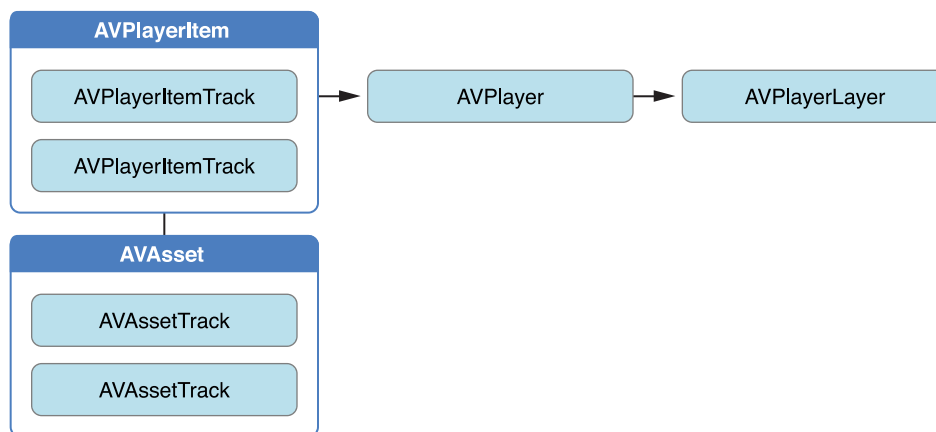 AVPlayerItem
AVPlayerItemTrack
AVPlayer
AVPlayerLayer
AVPlayerItemTrack
AVAsset
AVAssetTrack
AVAssetTrack